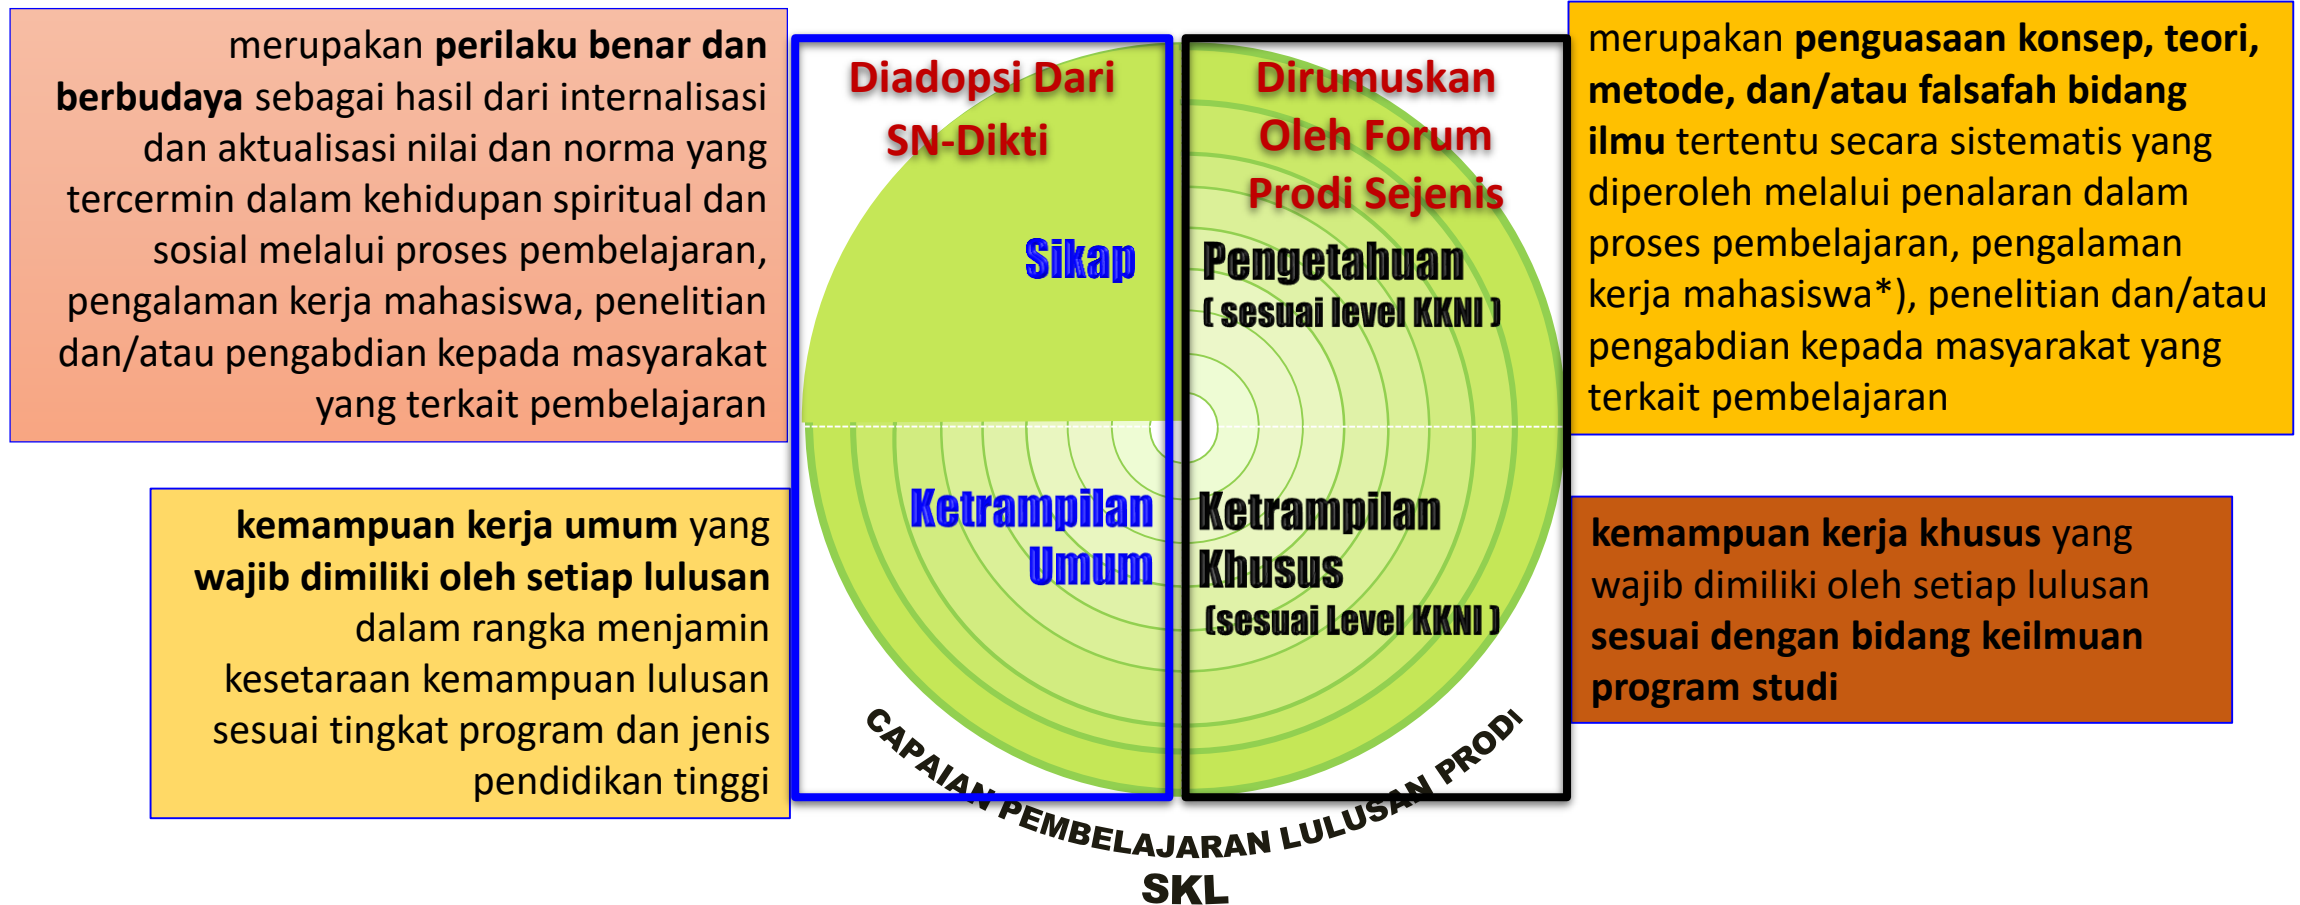 merupakan perilaku benar dan
berbudaya sebagai hasil dari internalisasi
dan aktualisasi nilai dan norma yang
tercermin dalam kehidupan spiritual dan
sosial melalui proses pembelajaran,
pengalaman kerja mahasiswa, penelitian
dan/atau pengabdian kepada masyarakat
yang terkait pembelajaran
Diadopsi Dari
SN-Dikti
Sikap
Dirumuskan
Oleh Forum
Prodi Sejenis
Pengetahuan
( sesuai level KKNI )
merupakan penguasaan konsep, teori,
metode, dan/atau falsafah bidang
ilmu tertentu secara sistematis yang
diperoleh melalui penalaran dalam
proses pembelajaran, pengalaman
kerja mahasiswa*), penelitian dan/atau
pengabdian kepada masyarakat yang
terkait pembelajaran
kemampuan kerja umum yang
wajib dimiliki oleh setiap lulusan
dalam rangka menjamin
kesetaraan kemampuan lulusan
sesuai tingkat program dan jenis
pendidikan tinggi
Ketrampilan
Umum
Ketrampilan
Khusus
(sesuai Level KKNI )
kemampuan kerja khusus yang
wajib dimiliki oleh setiap lulusan
sesuai dengan bidang keilmuan
program studi
CAPAIAN PEMBELAJARAN LULUSAN PRODI
SKL